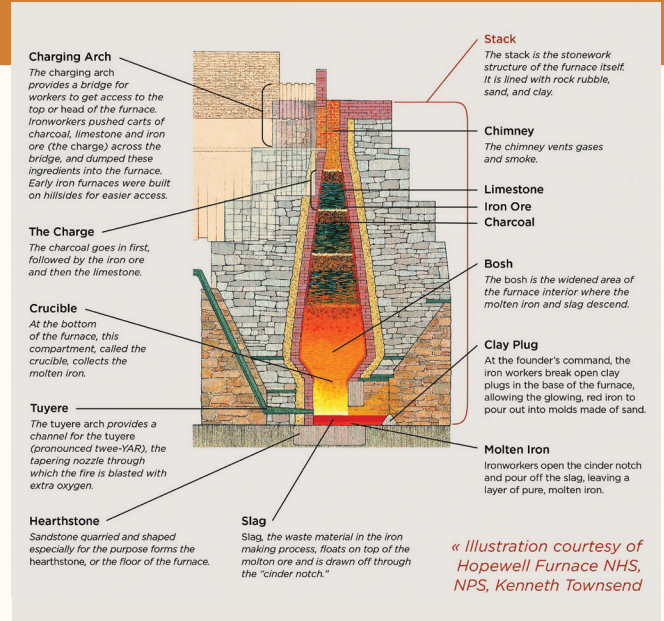 Charging Arch
The charging arch
provides a bridge for
workers to get access to the
top or head of the furnace.
Ironworkers pushed carts of
charcoal, limestone and iron
ore (the charge) across the
bridge, and dumped these
ingredients into the furnace.
Early iron furnaces were built
on hillsides for easier access.
The Charge
The charcoal goes in first,
followed by the iron ore
and then the limestone.
Crucible
At the bottom
of the furnace, this
compartment, called the
crucible, collects the
molten iron.
Tuyere
The tuyere arch provides a
channel for the tuyere
(pronounced twee-YAR), the
tapering nozzle through
which the fire is blasted with
extra oxygen.
Hearthstone
Sandstone quarried and shaped
especially for the purpose forms the
hearthstone, or the floor of the furnace.
Slag
Slag, the waste material in the iron
making process, floats on top of the
molton ore and is drawn off through
the “cinder notch.”
Stack
The stack is the stonework
structure of the furnace itself.
It is lined with rock rubble,
sand, and clay.
Chimney
The chimney vents gases
and smoke.
Limestone
Iron Ore
Charcoal
Bosh
The bosh is the widened area of
the furnace interior where the
molten iron and slag descend.
Clay Plug
At the founder’s command, the
iron workers break open clay
plugs in the base of the furnace,
allowing the glowing, red iron to
pour out into molds made of sand.
Molten Iron
Ironworkers open the cinder notch
and pour off the slag, leaving a
layer of pure, molten iron.
« Illustration courtesy of
Hopewell Furnace NHS,
NPS, Kenneth Townsend